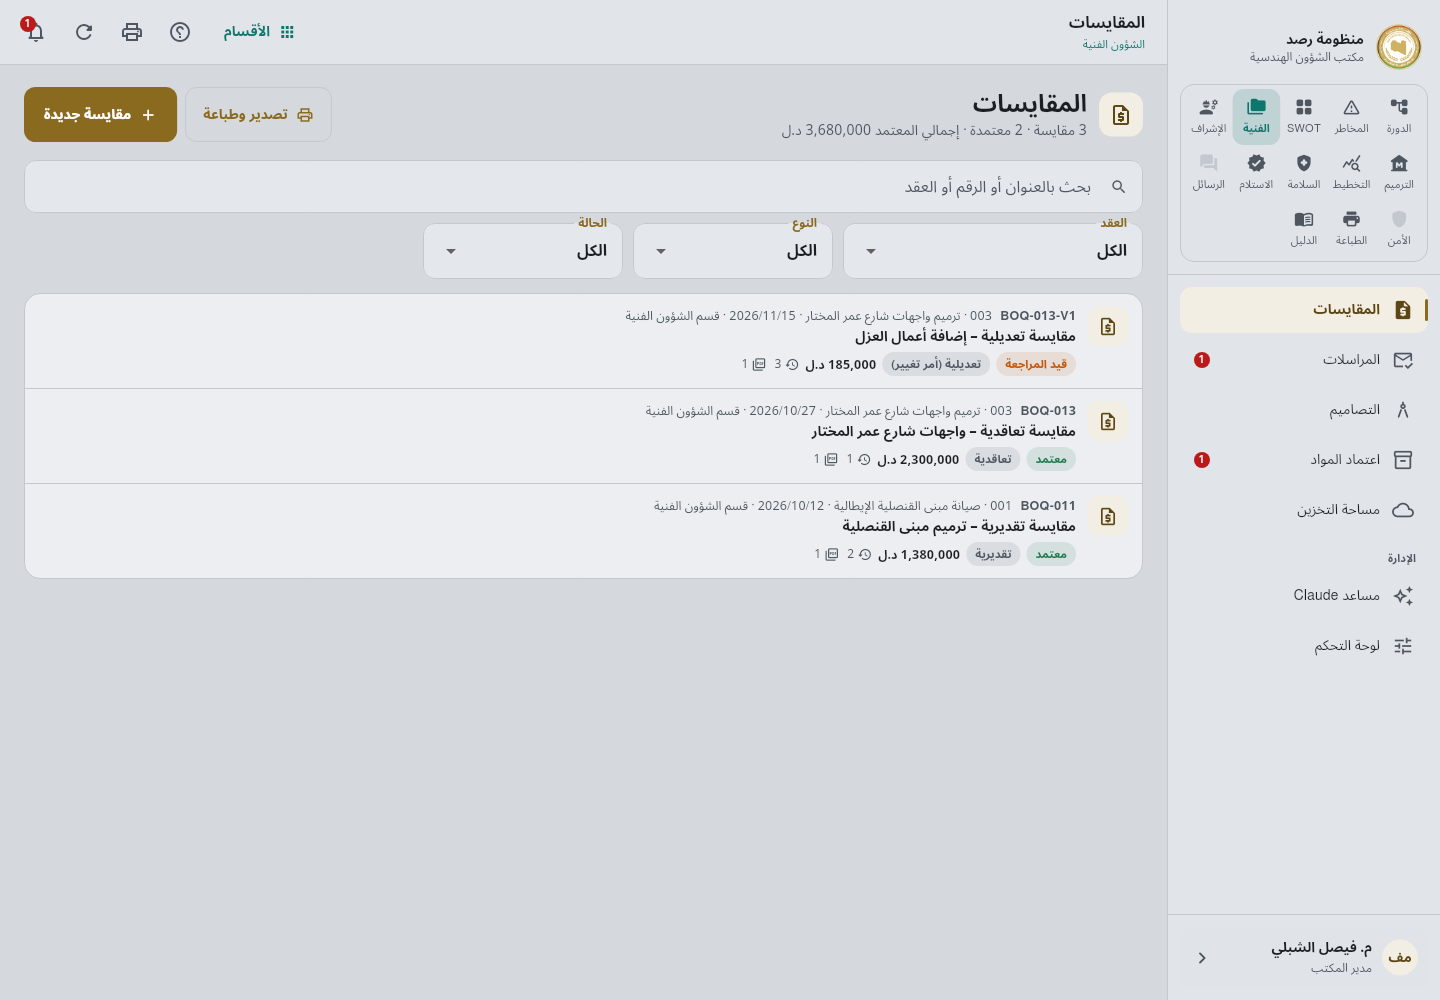 منظومة رصد
مكتب الشؤون الهندسية
الدورة
المخاطر
SWOT
الفنية
الإشراف
الترميم
التخطيط
السلامة
الاستلام
الرسائل
الأمن
الطباعة
الدليل
المقايسات
المراسلات
1
التصاميم
اعتماد المواد
1
مساحة التخزين
الإدارة
مساعد Claude
لوحة التحكم
مف
م. فيصل الشبلي
مدير المكتب
المقايسات
الشؤون الفنية
الأقسام
1
المقايسات
3 مقايسة · 2 معتمدة · إجمالي المعتمد 3,680,000 د.ل
تصدير وطباعة
مقايسة جديدة
بحث بالعنوان أو الرقم أو العقد
العقد
الكل
النوع
الكل
الحالة
الكل
BOQ-013-V1 003 · ترميم واجهات شارع عمر المختار · 2026/11/15 · قسم الشؤون الفنية
مقايسة تعديلية – إضافة أعمال العزل
قيد المراجعة تعديلية (أمر تغيير) 185,000 د.ل 3 1
BOQ-013 003 · ترميم واجهات شارع عمر المختار · 2026/10/27 · قسم الشؤون الفنية
مقايسة تعاقدية – واجهات شارع عمر المختار
معتمد تعاقدية 2,300,000 د.ل 1 1
BOQ-011 001 · صيانة مبنى القنصلية الإيطالية · 2026/10/12 · قسم الشؤون الفنية
مقايسة تقديرية – ترميم مبنى القنصلية
معتمد تقديرية 1,380,000 د.ل 2 1